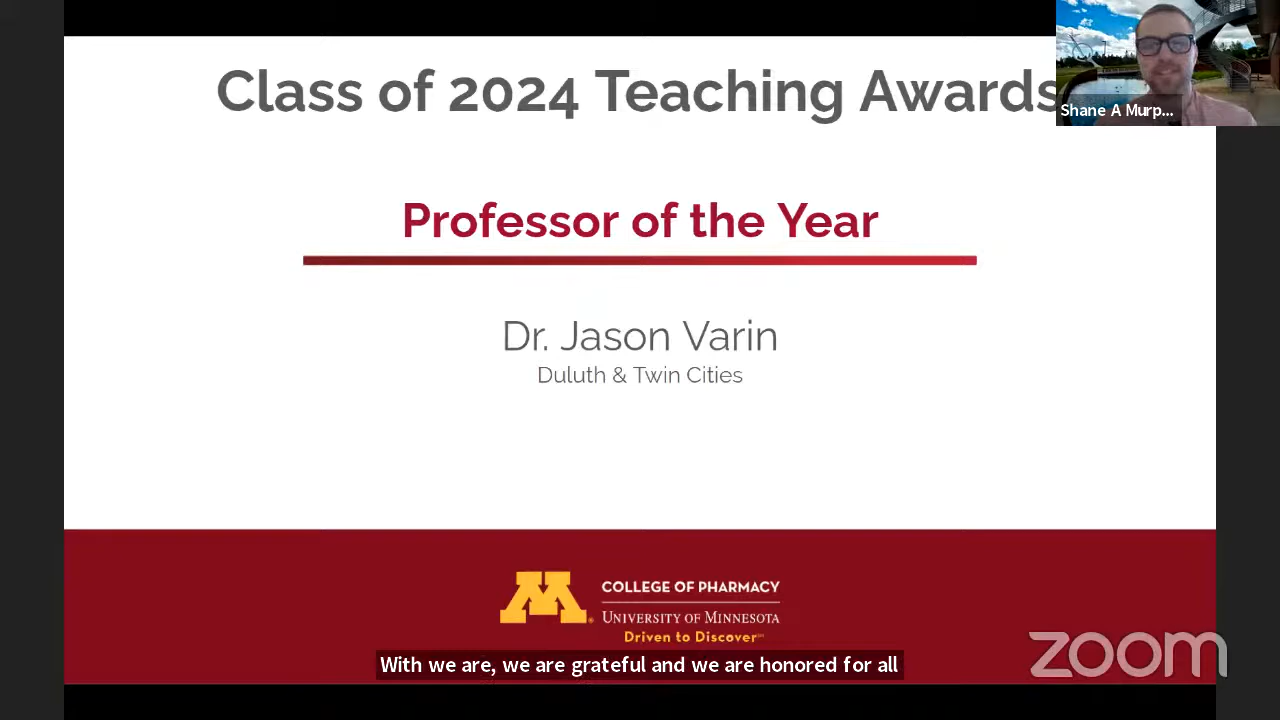 Class of 2024 Teaching Awards
Shane A Murp...
Professor of the Year
Dr. Jason Varin
Duluth & Twin Cities
M
COLLEGE OF PHARMACY
UNIVERSITY OF MINNESOTA
Driven to Discover℠
With we are, we are grateful and we are honored for all
zoom